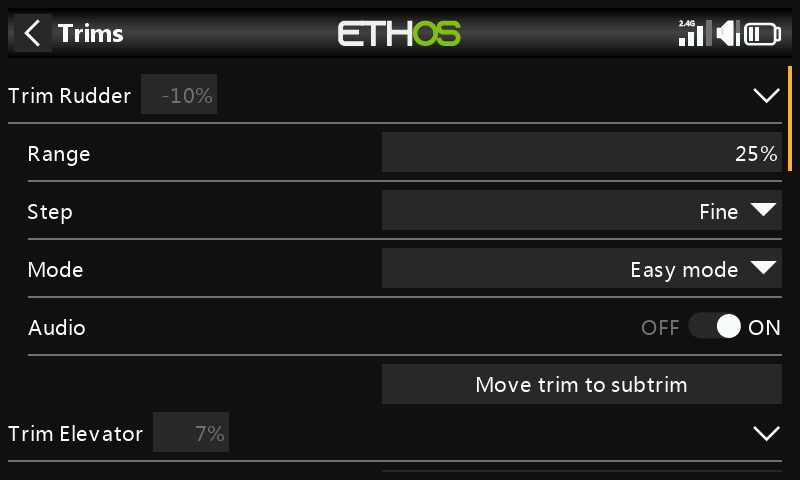 Trims ETHOS 2.4G
Trim Rudder -10%
Range 25%
Step Fine
Mode Easy mode
Audio OFF ON
Move trim to subtrim
Trim Elevator 7%